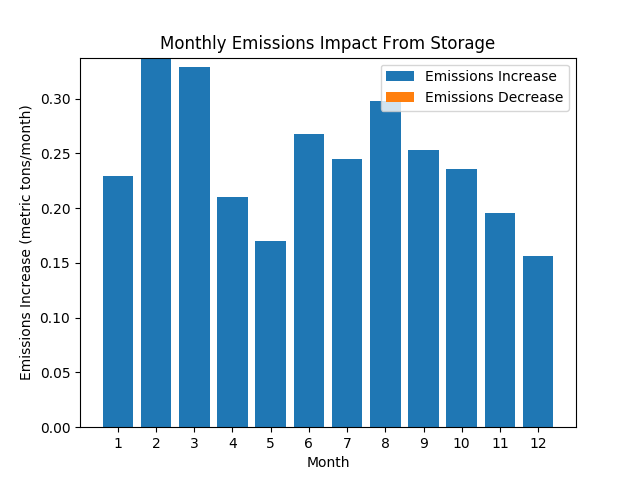 Monthly Emissions Impact From Storage
Emissions Increase
Emissions Decrease
Emissions Increase (metric tons/month)
0.30
0.25
0.20
0.15
0.10
0.05
0.00
1 2 3 4 5 6 7 8 9 10 11 12
Month